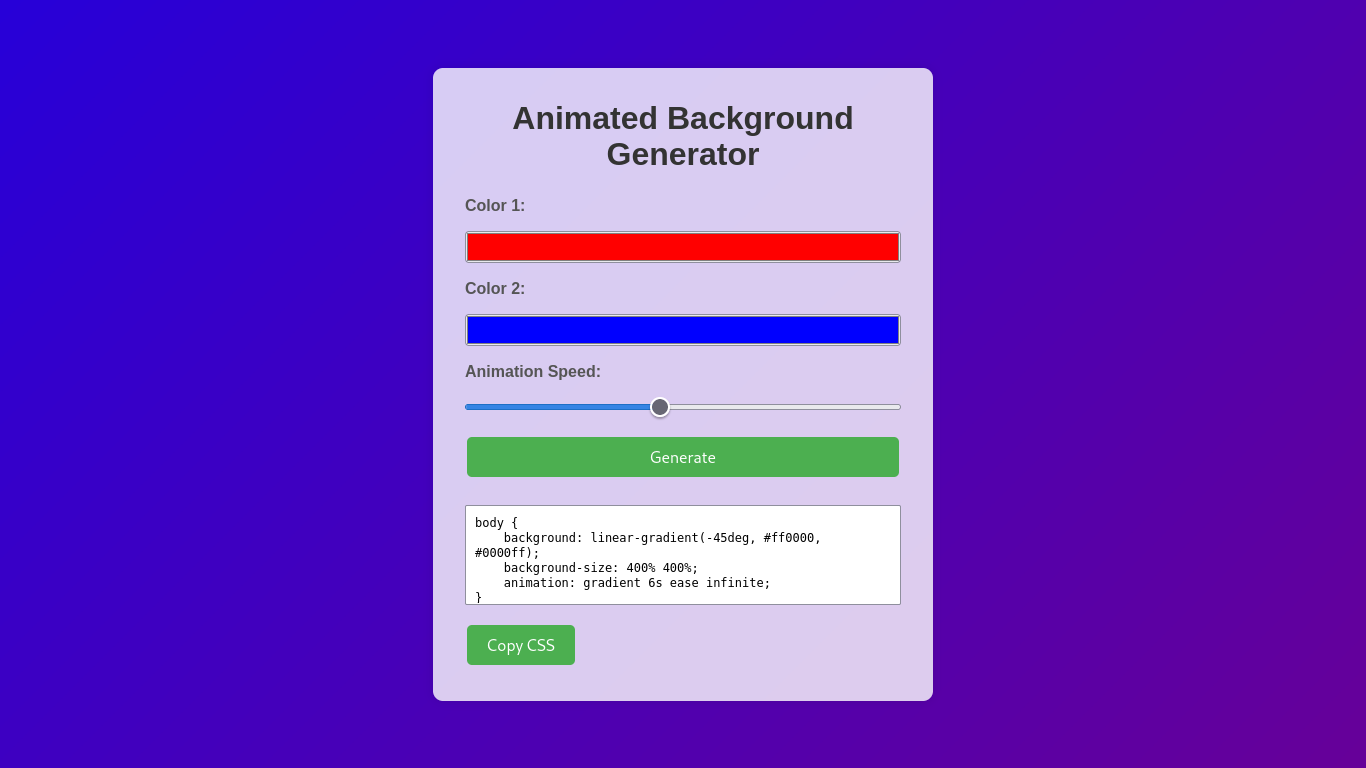 Animated Background
Generator
Color 1:
Color 2:
Animation Speed:
Generate
body {
    background: linear-gradient(-45deg, #ff0000,
#0000ff);
    background-size: 400% 400%;
    animation: gradient 6s ease infinite;
}
Copy CSS